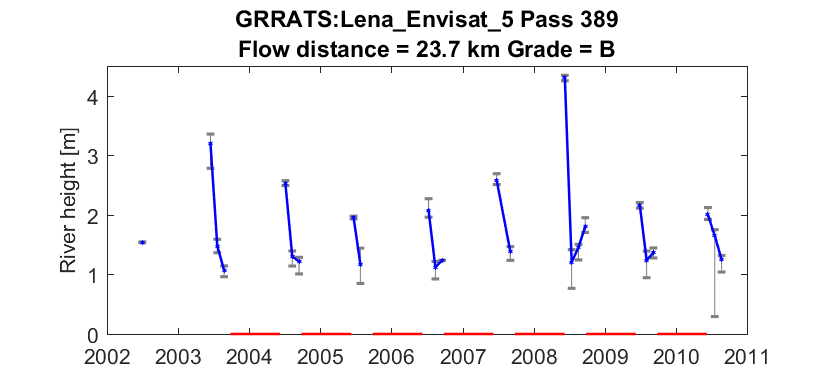 GRRATS:Lena_Envisat_5 Pass 389
Flow distance = 23.7 km Grade = B
River height [m]
4
3
2
1
0
2002 2003 2004 2005 2006 2007 2008 2009 2010 2011